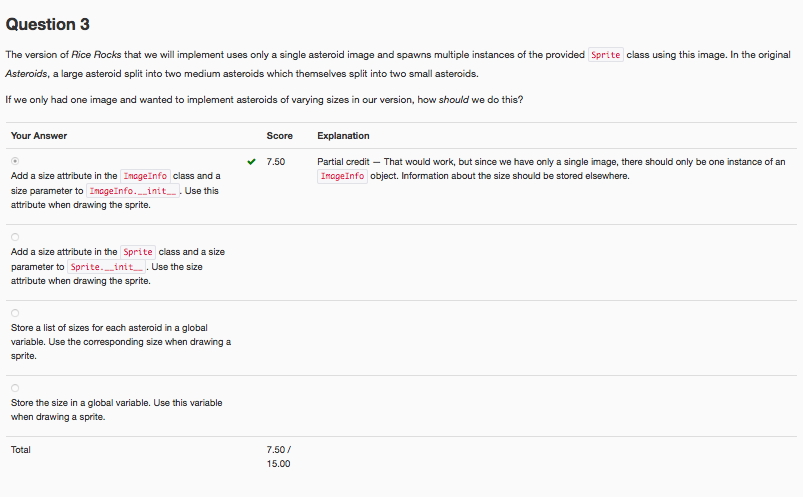 Question 3
The version of Rice Rocks that we will implement uses only a single asteroid image and spawns multiple instances of the provided Sprite class using this image. In the original
Asteroids, a large asteroid split into two medium asteroids which themselves split into two small asteroids.
If we only had one image and wanted to implement asteroids of varying sizes in our version, how should we do this?
Your Answer Score Explanation
7.50 Partial credit — That would work, but since we have only a single image, there should only be one instance of an
Add a size attribute in the ImageInfo class and a ImageInfo object. Information about the size should be stored elsewhere.
size parameter to ImageInfo.__init__. Use this
attribute when drawing the sprite.
Add a size attribute in the Sprite class and a size
parameter to Sprite.__init__. Use the size
attribute when drawing the sprite.
Store a list of sizes for each asteroid in a global
variable. Use the corresponding size when drawing a
sprite.
Store the size in a global variable. Use this variable
when drawing a sprite.
Total 7.50 /
15.00